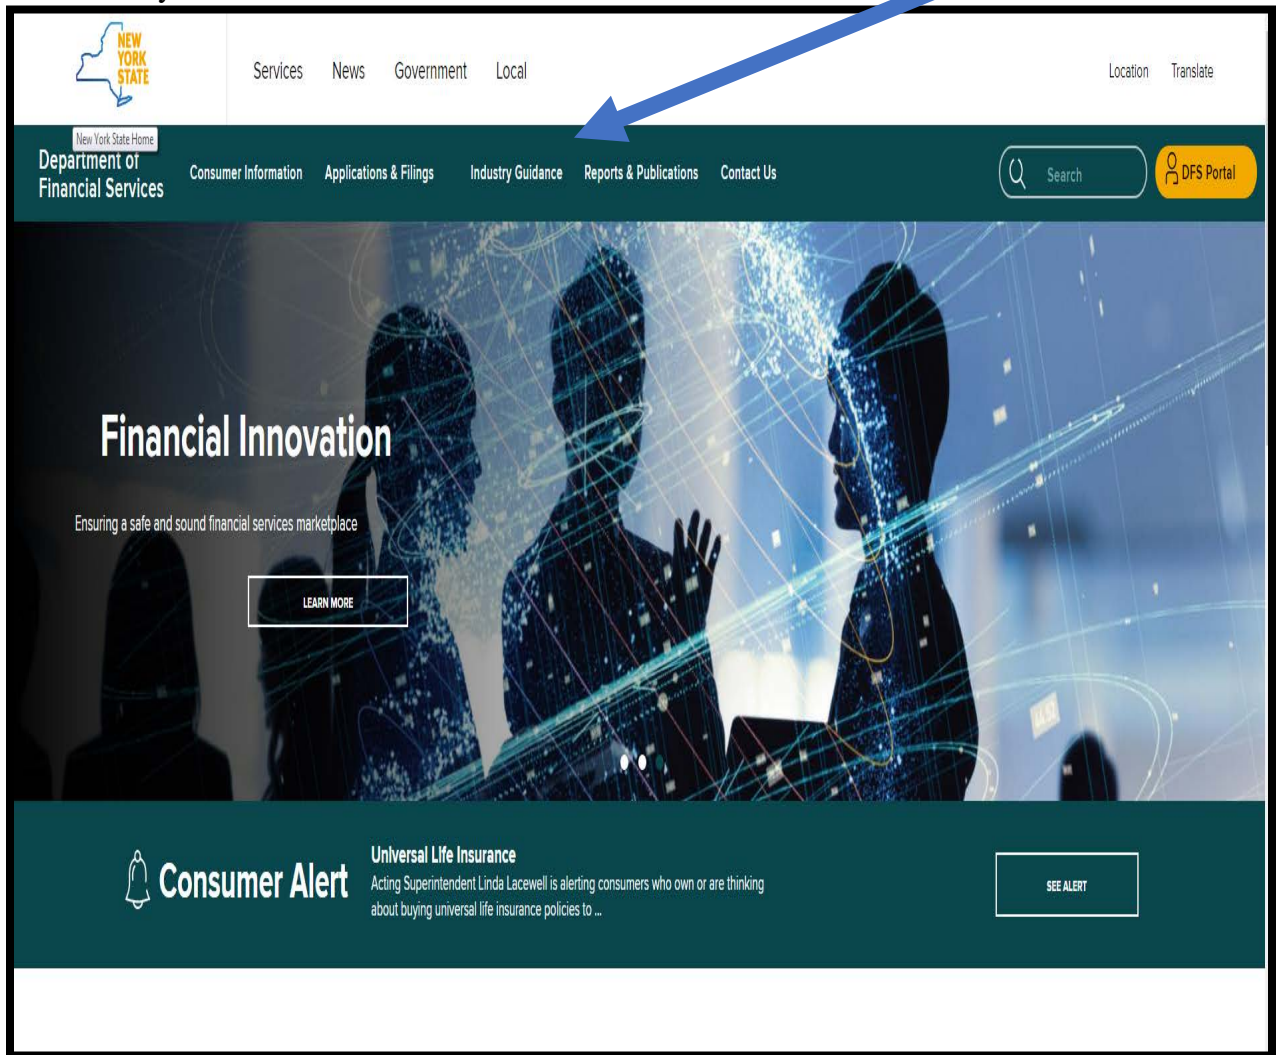 NEW
YORK
STATE
Services News Government Local
Location Translate
New York State Home
Department of
Financial Services
Consumer Information Applications & Filings Industry Guidance Reports & Publications Contact Us
Search
DFS Portal
Financial Innovation
Ensuring a safe and sound financial services marketplace
LEARN MORE
Consumer Alert
Universal Life Insurance
Acting Superintendent Linda Lacewell is alerting consumers who own or are thinking
about buying universal life insurance policies to ...
SEE ALERT